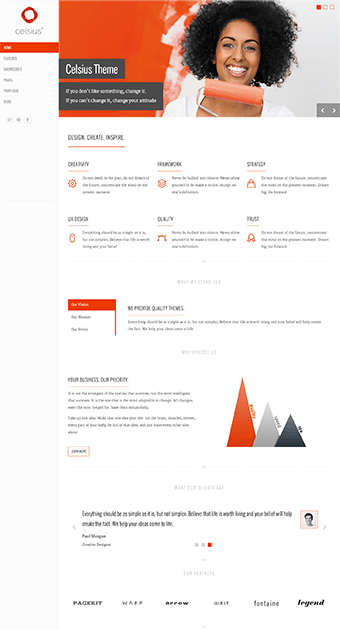 celsius°
HOME
FEATURES
SHORTCODES
PAGES
PORTFOLIO
BLOG
Celsius Theme
If you don't like something, change it.
If you can't change it, change your attitude
DESIGN. CREATE. INSPIRE.
CREATIVITY
FRAMEWORK
STRATEGY
Do not dwell in the past, do not dream of
the future, concentrate the mind on the
present moment.
Never be bullied into silence. Never allow
yourself to be made a victim. Accept no
one's definition.
Do not dream of the future, concentrate
the mind on the present moment. Dream
big, Go forward
UX DESIGN
QUALITY
TRUST
Everything should be as simple as it is,
but not simpler, Believe that life is worth
living and your belief
Never be bullied into silence. Never allow
yourself to be made a victim. Accept no
one's definition.
Do not dream of the future, concentrate
the mind on the present moment. Dream
big, Go forward
WHAT WE STAND FOR
Our Vision
Our Mission
Our Policy
WE PROVIDE QUALITY THEMES.
Everything should be as simple as it is, but not simpler, Believe that life is worth living and your belief will help create
the fact. We help your ideas come to life.
WHY CHOOSE US
YOUR BUSINESS, OUR PRIORITY.
It is not the strongest of the species that survives, nor the most intelligent
that survives. It is the one that is the most adaptable to change. All changes,
even the most longed for, have their melancholy.
Take up one idea. Make that one idea your life. Let the brain, muscles, nerves,
every part of your body, be full of that idea, and just leave every other idea
alone.
WHAT OUR CLIENTS SAY
Everything should be as simple as it is, but not simpler. Believe that life is worth living and your belief will help
create the fact. We help your ideas come to life.
Paul Morgan
Creative Designer
OUR PARTNERS
PAGEKIT
WARP
arrow
fontaine
legend